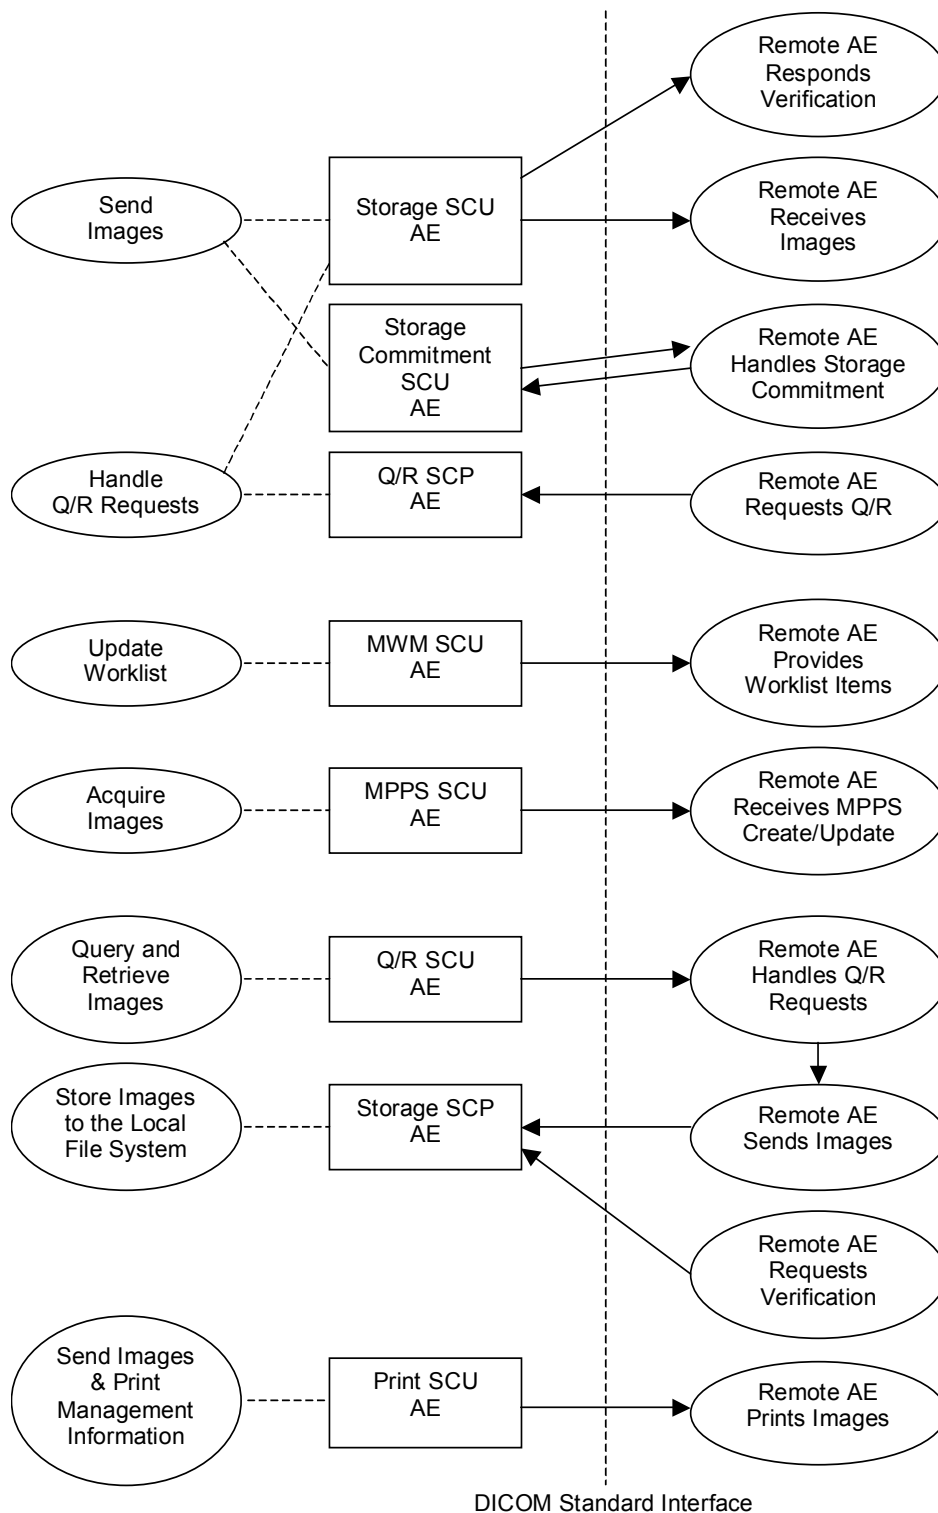 Remote AE
Responds
Verification
Send
Images
Storage SCU
AE
Remote AE
Receives
Images
Storage
Commitment
SCU
AE
Remote AE
Handles Storage
Commitment
Handle
Q/R Requests
Q/R SCP
AE
Remote AE
Requests Q/R
Update
Worklist
MWM SCU
AE
Remote AE
Provides
Worklist Items
Acquire
Images
MPPS SCU
AE
Remote AE
Receives MPPS
Create/Update
Query and
Retrieve
Images
Q/R SCU
AE
Remote AE
Handles Q/R
Requests
Store Images
to the Local
File System
Storage SCP
AE
Remote AE
Sends Images
Remote AE
Requests
Verification
Send Images
& Print
Management
Information
Print SCU
AE
Remote AE
Prints Images
DICOM Standard Interface